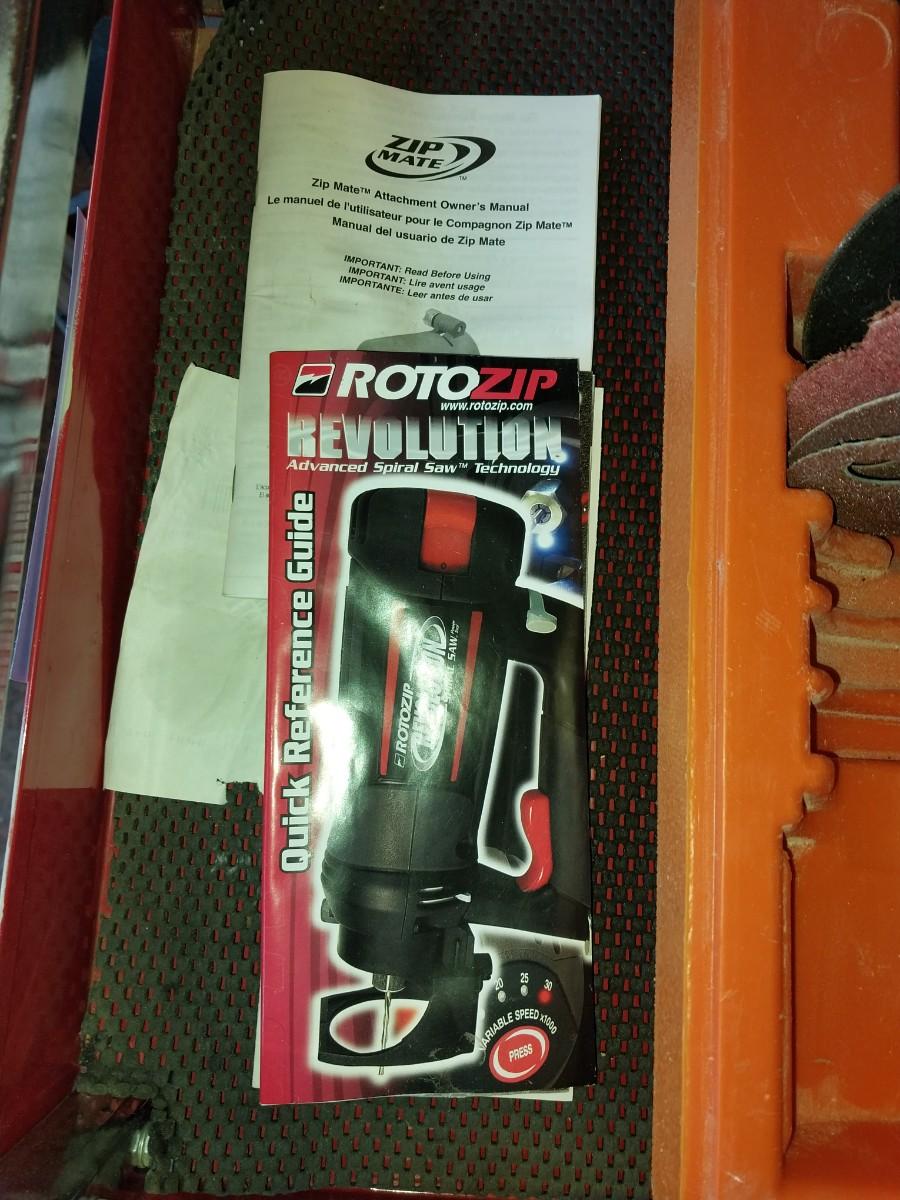 ZIP
MATE™
Zip Mate™ Attachment Owner's Manual
Le manuel de l'utilisateur pour le Compagnon Zip Mate™
Manual del usuario de Zip Mate
IMPORTANT: Read Before Using
IMPORTANT: Lire avent usage
IMPORTANTE: Leer antes de usar
ROTOZIP
www.rotozip.com
REVOLUTION
Advanced Spiral Saw™ Technology
Quick Reference Guide
ROTOZIP
20 25 30
VARIABLE SPEED x1000
PRESS